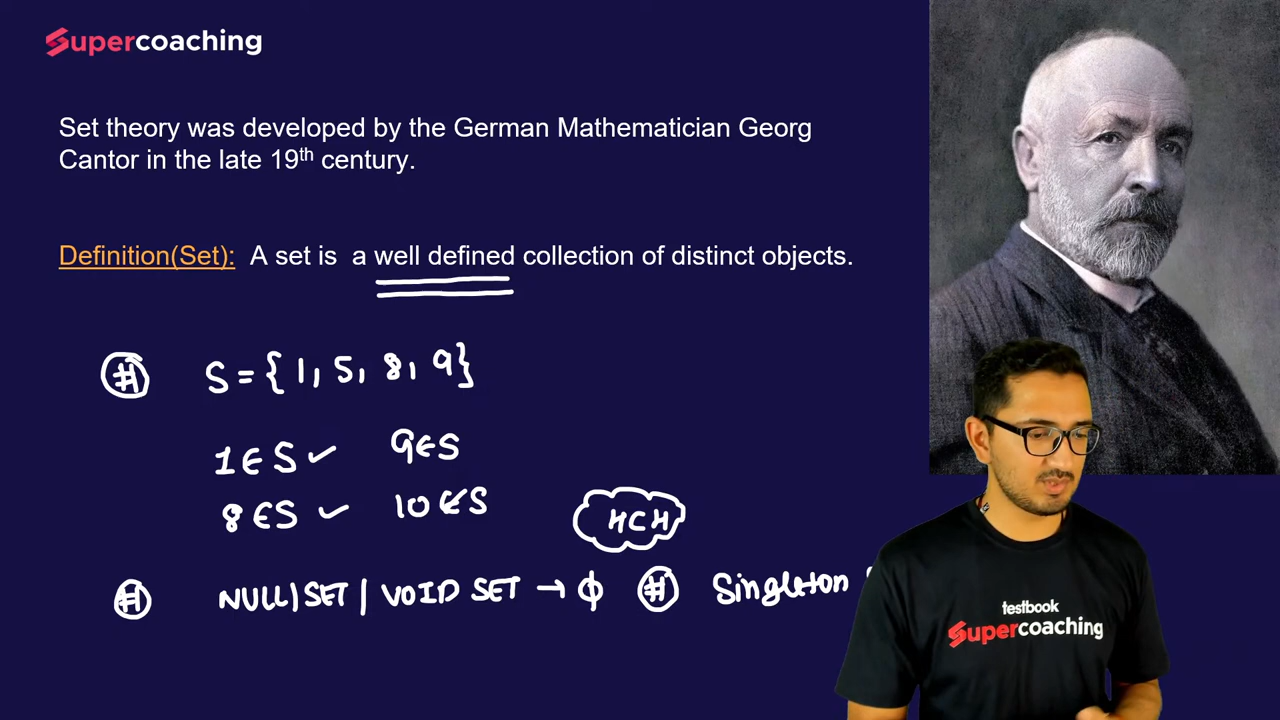 Supercoaching
Set theory was developed by the German Mathematician Georg
Cantor in the late 19th century.
Definition(Set): A set is a well defined collection of distinct objects.
# S = {1, 5, 8, 9}
1 ∈ S ✓ 9 ∈ S
8 ∈ S ✓ 10 ∉ S
HCH
# NULL SET | VOID SET → ϕ # Singleton
testbook
Supercoaching